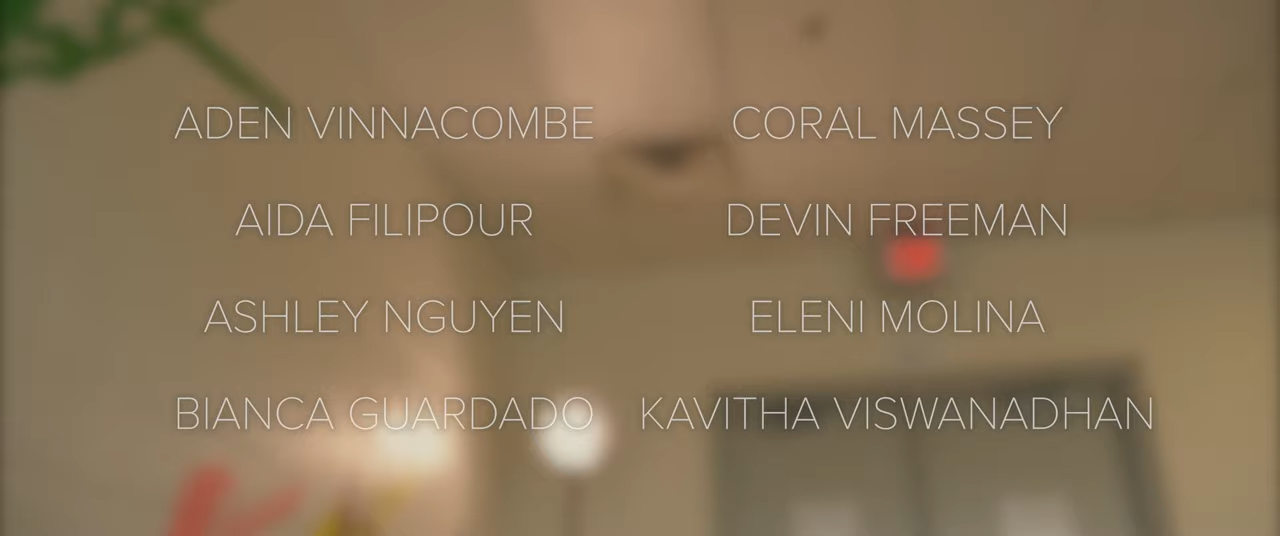 ADEN VINNACOMBE
CORAL MASSEY
AIDA FILIPOUR
DEVIN FREEMAN
ASHLEY NGUYEN
ELENI MOLINA
BIANCA GUARDADO
KAVITHA VISWANADHAN